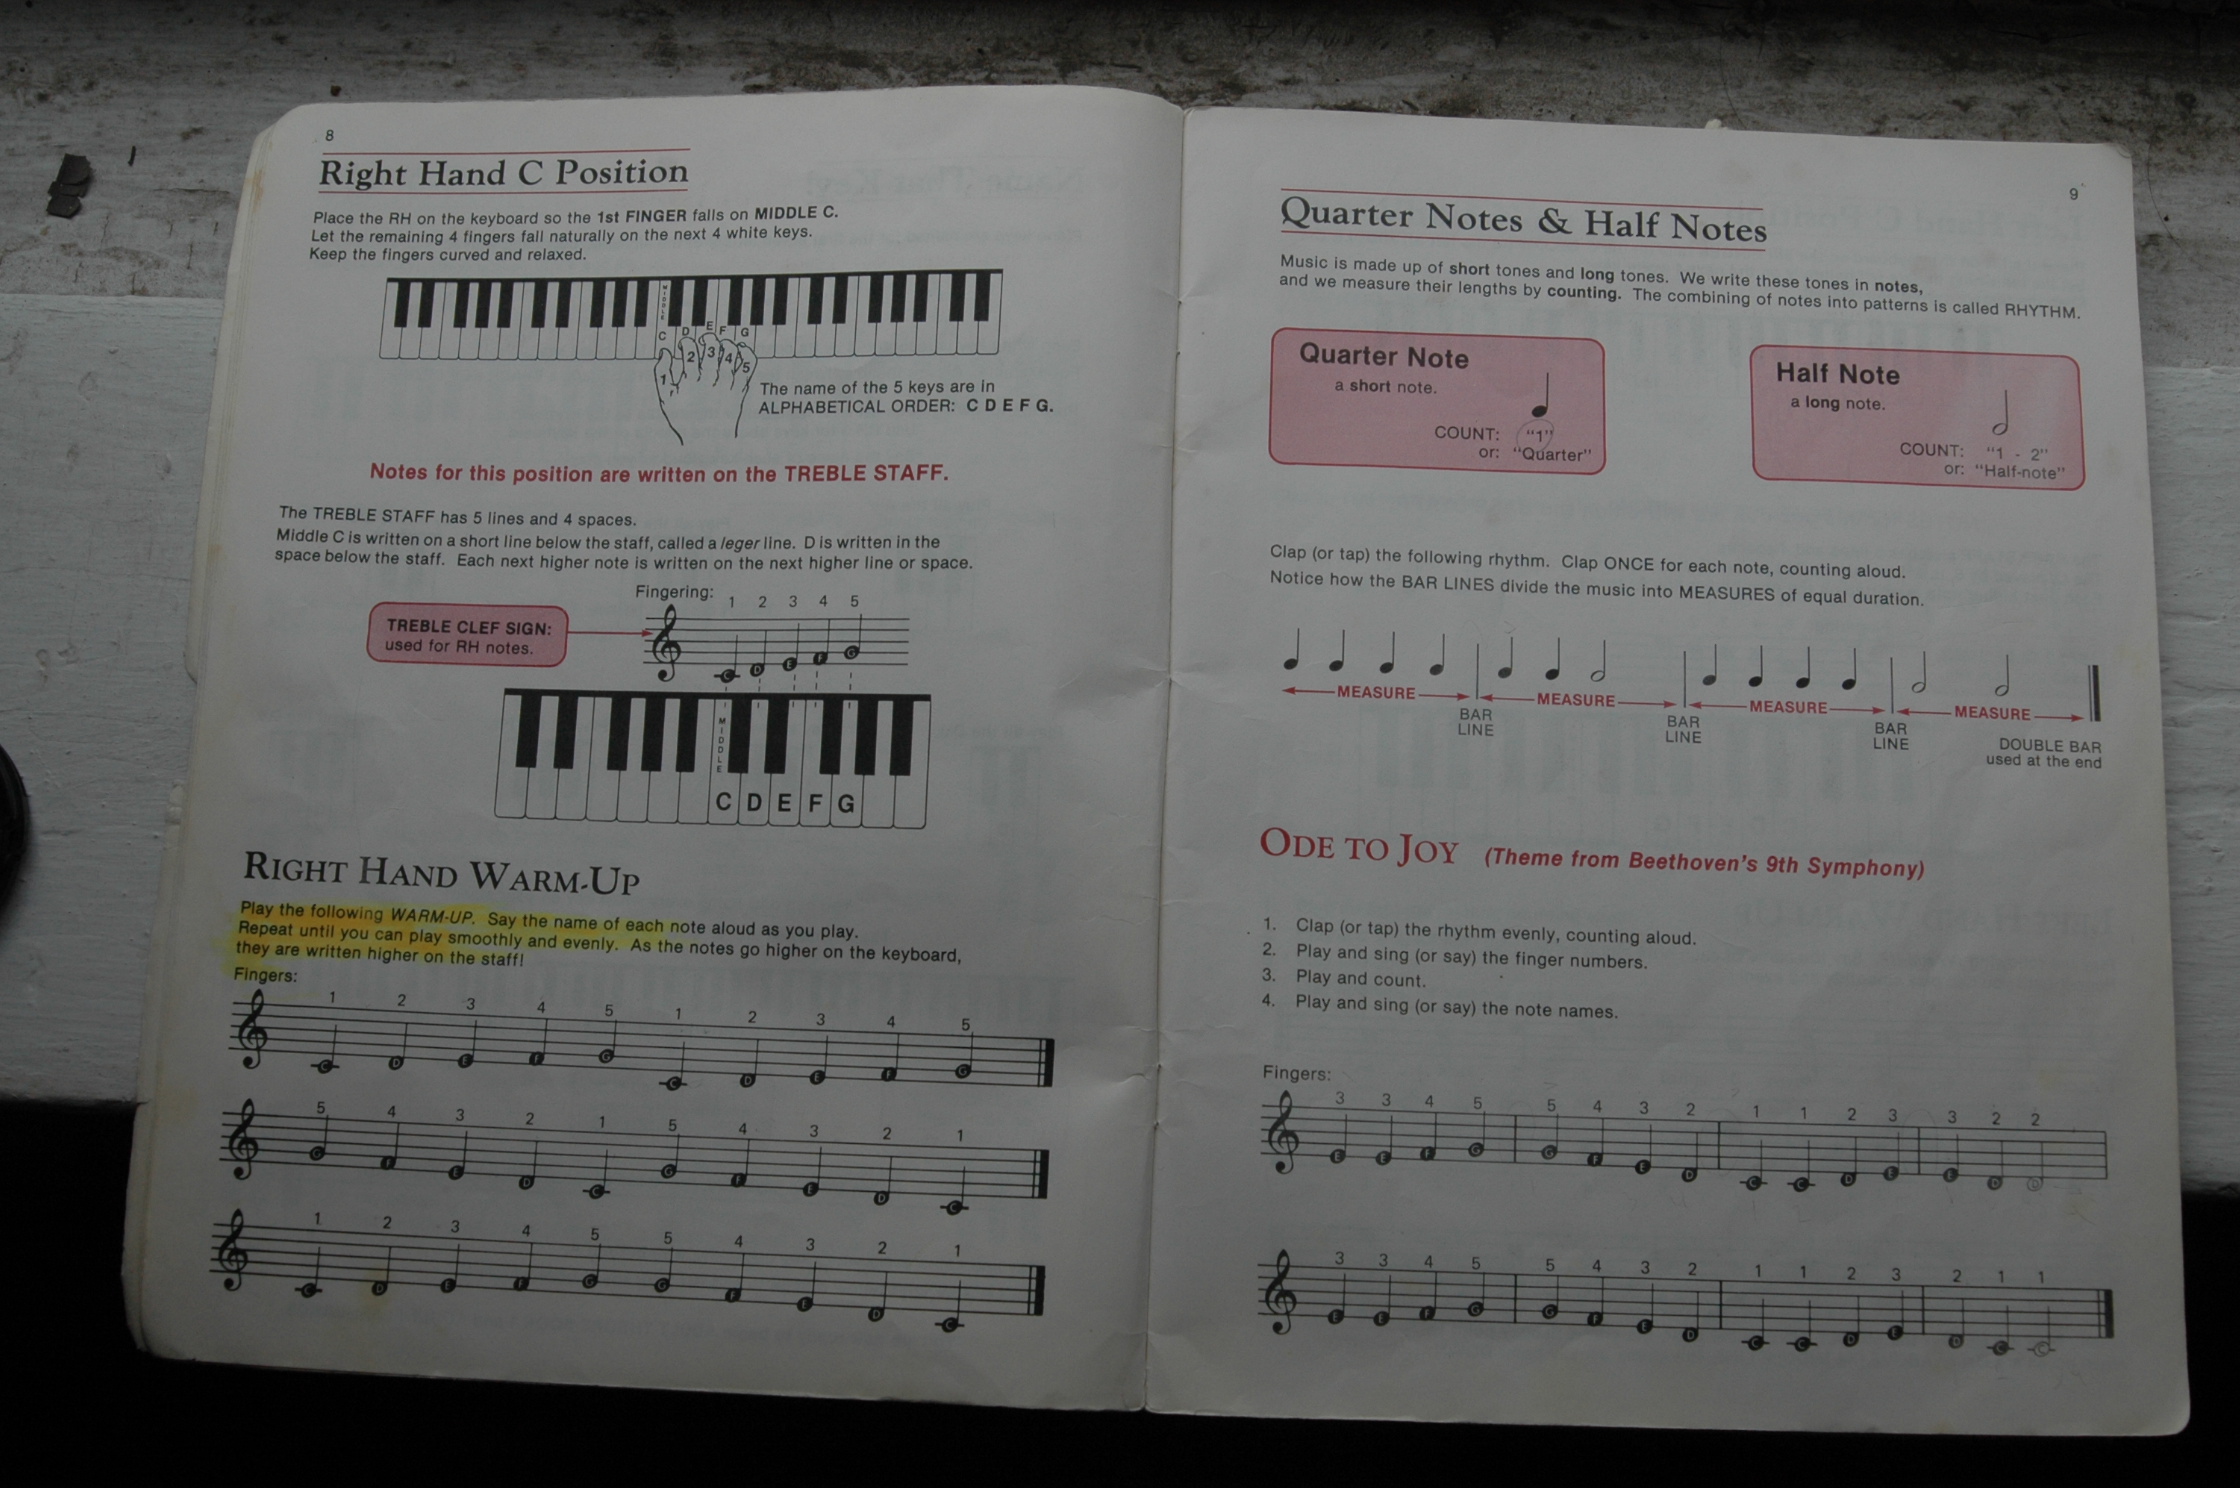 8
Right Hand C Position
Place the RH on the keyboard so the 1st FINGER falls on MIDDLE C.
Let the remaining 4 fingers fall naturally on the next 4 white keys.
Keep the fingers curved and relaxed.
MIDDLE
C D E F G
1 2 3 4 5
The name of the 5 keys are in
ALPHABETICAL ORDER: C D E F G.
Notes for this position are written on the TREBLE STAFF.
The TREBLE STAFF has 5 lines and 4 spaces.
Middle C is written on a short line below the staff, called a leger line. D is written in the
space below the staff. Each next higher note is written on the next higher line or space.
Fingering: 1 2 3 4 5
TREBLE CLEF SIGN:
used for RH notes.
C D E F G
MIDDLE
C D E F G
RIGHT HAND WARM-UP
Play the following WARM-UP. Say the name of each note aloud as you play.
Repeat until you can play smoothly and evenly. As the notes go higher on the keyboard,
they are written higher on the staff!
Fingers:
1 2 3 4 5 1 2 3 4 5
C D E F G C D E F G
5 4 3 2 1 5 4 3 2 1
G F E D C G F E D C
1 2 3 4 5 5 4 3 2 1
C D E F G G F E D C
9
Quarter Notes & Half Notes
Music is made up of short tones and long tones. We write these tones in notes,
and we measure their lengths by counting. The combining of notes into patterns is called RHYTHM.
Quarter Note
a short note.
COUNT: "1"
or: "Quarter"
Half Note
a long note.
COUNT: "1 - 2"
or: "Half-note"
Clap (or tap) the following rhythm. Clap ONCE for each note, counting aloud.
Notice how the BAR LINES divide the music into MEASURES of equal duration.
MEASURE MEASURE MEASURE MEASURE
BAR BAR BAR DOUBLE BAR
LINE LINE LINE used at the end
ODE TO JOY (Theme from Beethoven's 9th Symphony)
1. Clap (or tap) the rhythm evenly, counting aloud.
2. Play and sing (or say) the finger numbers.
3. Play and count.
4. Play and sing (or say) the note names.
Fingers:
3 3 4 5 5 4 3 2 1 1 2 3 3 2 2
E E F G G F E D C C D E E D D
3 3 4 5 5 4 3 2 1 1 2 3 2 1 1
E E F G G F E D C C D E D C C